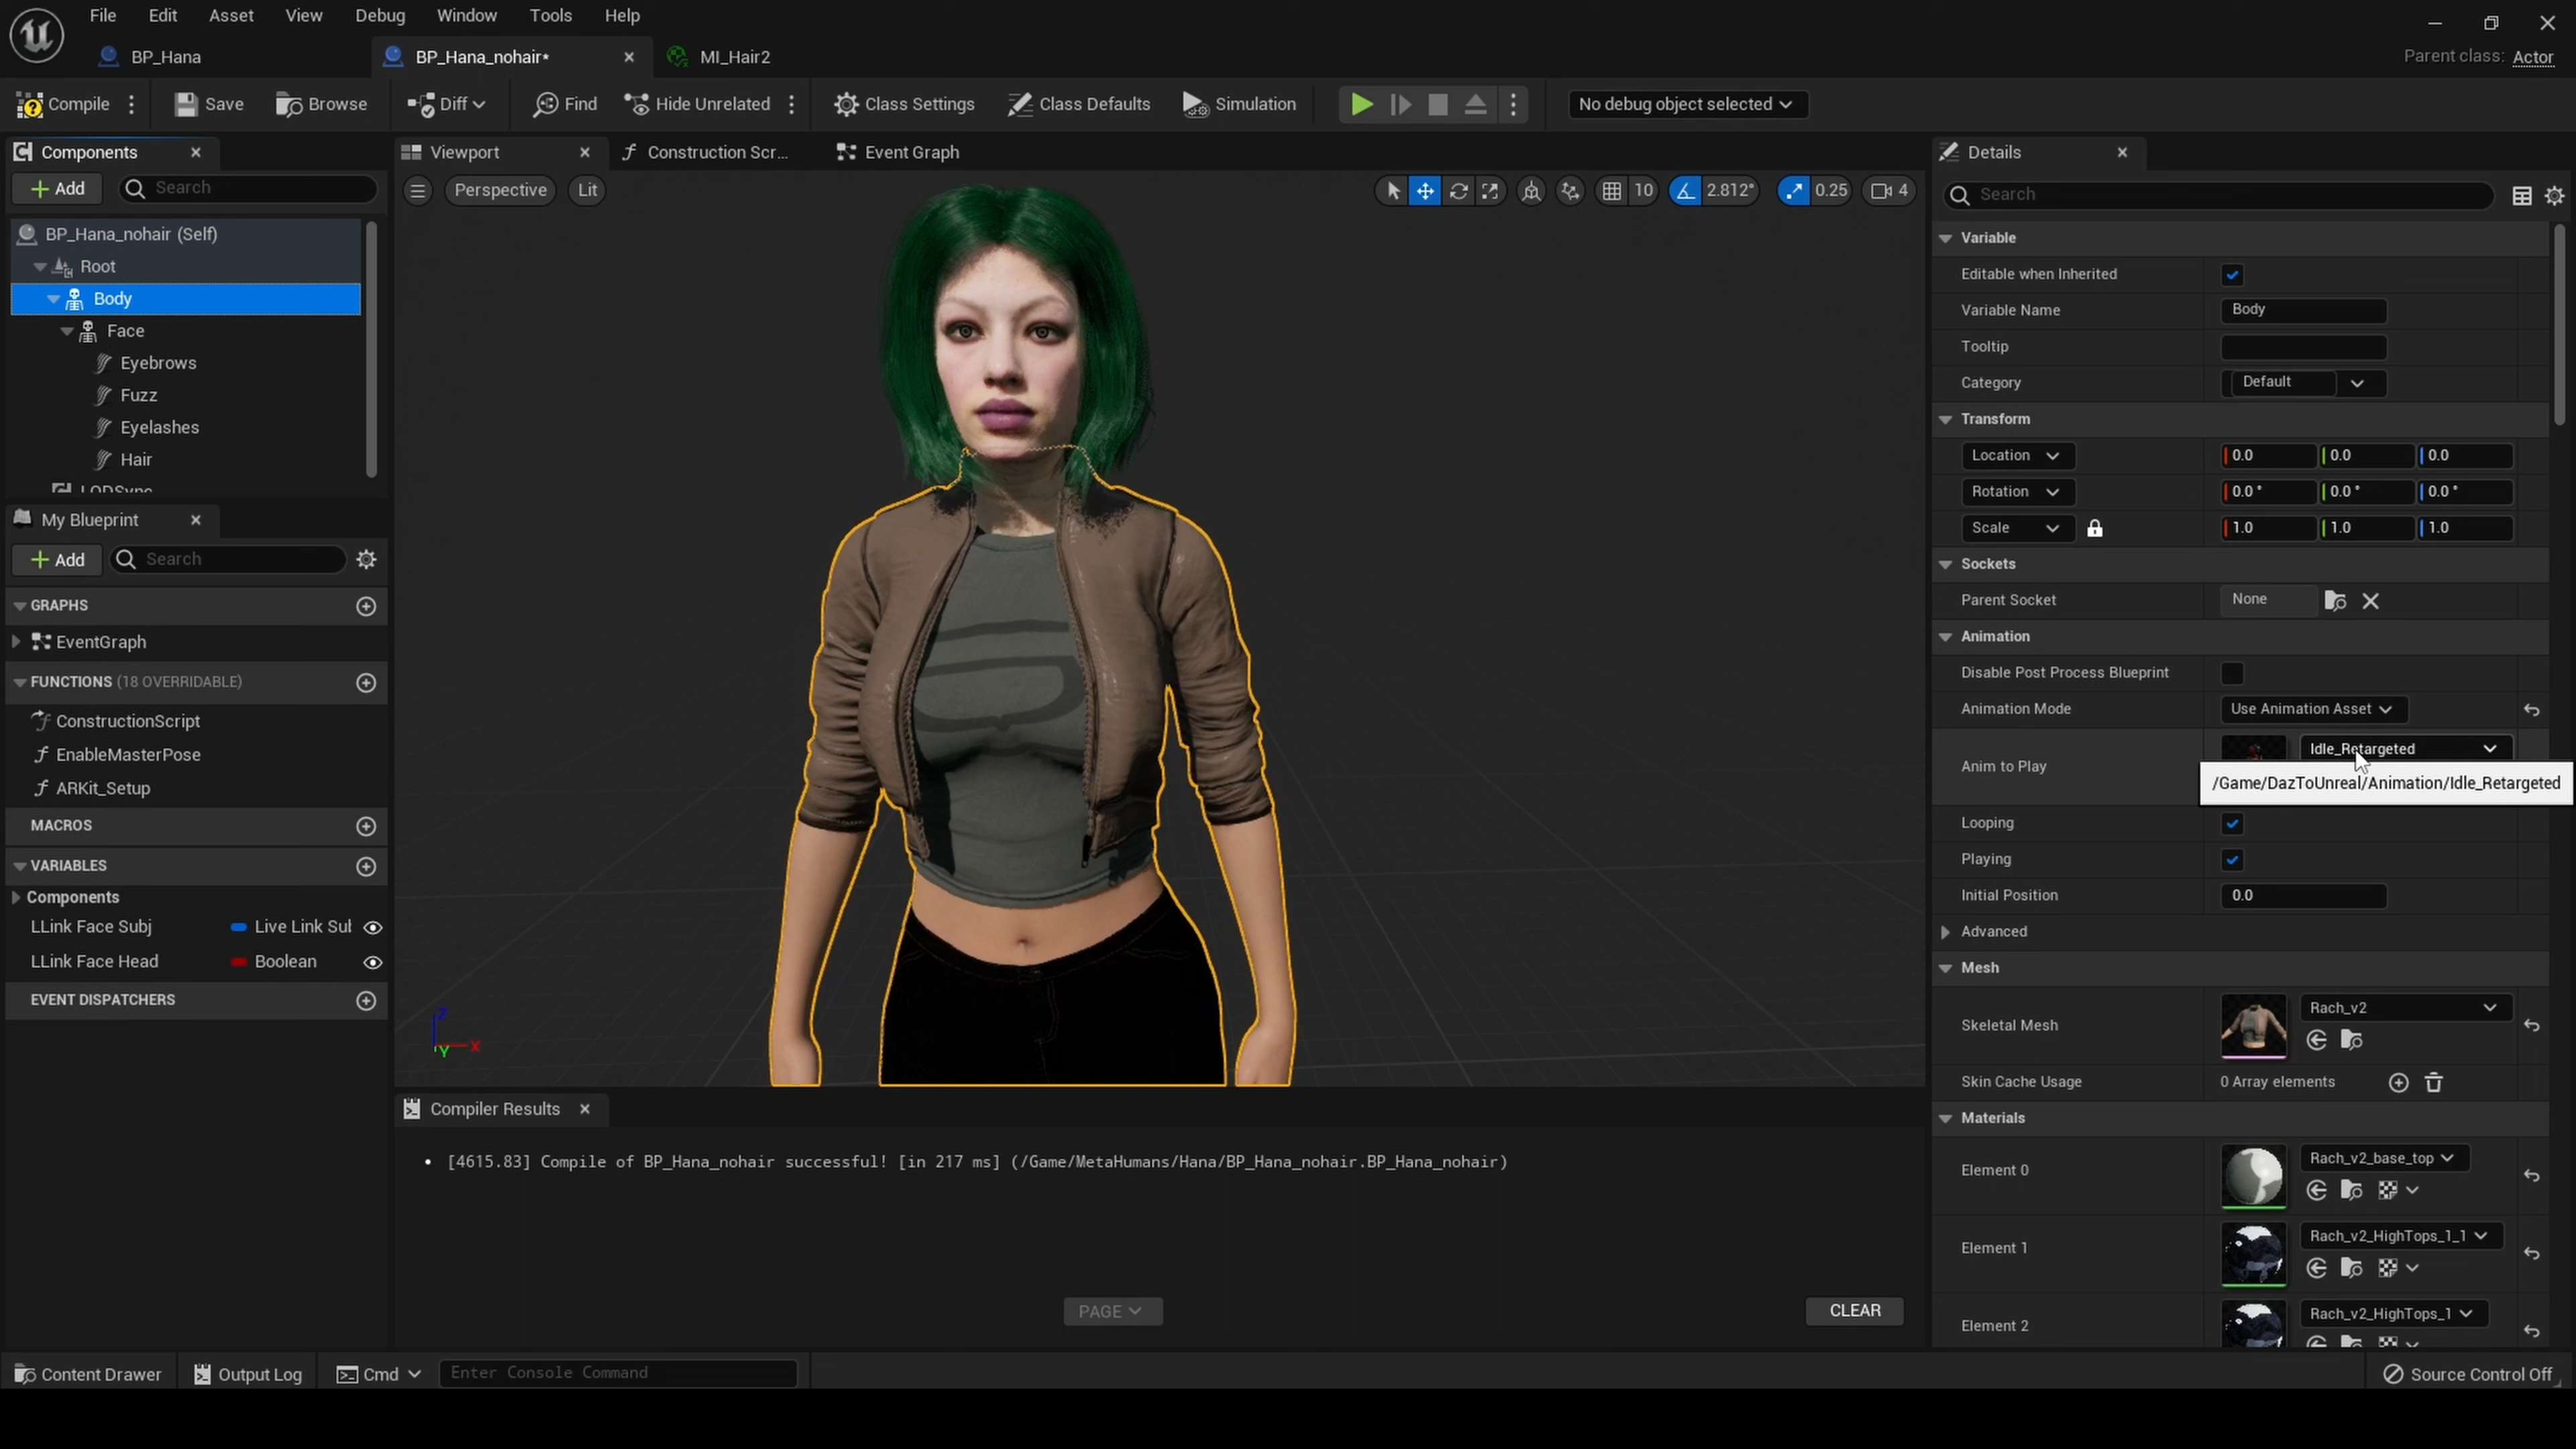 File Edit Asset View Debug Window Tools Help
BP_Hana
BP_Hana_nohair*
MI_Hair2
Parent class: Actor
Compile
Save
Browse
Diff
Find
Hide Unrelated
Class Settings
Class Defaults
Simulation
No debug object selected
Components
Add
Search
BP_Hana_nohair (Self)
Root
Body
Face
Eyebrows
Fuzz
Eyelashes
Hair
LODSync
My Blueprint
Add
Search
GRAPHS
EventGraph
FUNCTIONS (18 OVERRIDABLE)
ConstructionScript
EnableMasterPose
ARKit_Setup
MACROS
VARIABLES
Components
LLink Face Subj Live Link Sul
LLink Face Head Boolean
EVENT DISPATCHERS
Viewport
Construction Scr...
Event Graph
Perspective
Lit
10
2.812°
0.25
4
Z
X
Y
Compiler Results
[4615.83] Compile of BP_Hana_nohair successful! [in 217 ms] (/Game/MetaHumans/Hana/BP_Hana_nohair.BP_Hana_nohair)
PAGE
CLEAR
Details
Search
Variable
Editable when Inherited
Variable Name Body
Tooltip
Category Default
Transform
Location 0.0 0.0 0.0
Rotation 0.0 ° 0.0 ° 0.0 °
Scale 1.0 1.0 1.0
Sockets
Parent Socket None
Animation
Disable Post Process Blueprint
Animation Mode Use Animation Asset
Anim to Play Idle_Retargeted
/Game/DazToUnreal/Animation/Idle_Retargeted
Looping
Playing
Initial Position 0.0
Advanced
Mesh
Skeletal Mesh Rach_v2
Skin Cache Usage 0 Array elements
Materials
Element 0 Rach_v2_base_top
Element 1 Rach_v2_HighTops_1_1
Element 2 Rach_v2_HighTops_1
Content Drawer
Output Log
Cmd
Enter Console Command
Source Control Off